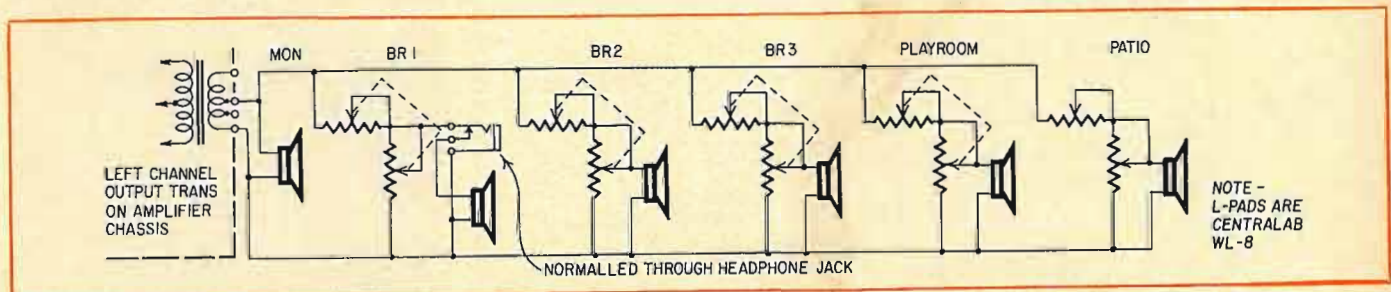 MON
BR 1
BR2
BR3
PLAYROOM
PATIO
LEFT CHANNEL
OUTPUT TRANS
ON AMPLIFIER
CHASSIS
NORMALLED THROUGH HEADPHONE JACK
NOTE -
L-PADS ARE
CENTRALAB
WL-8